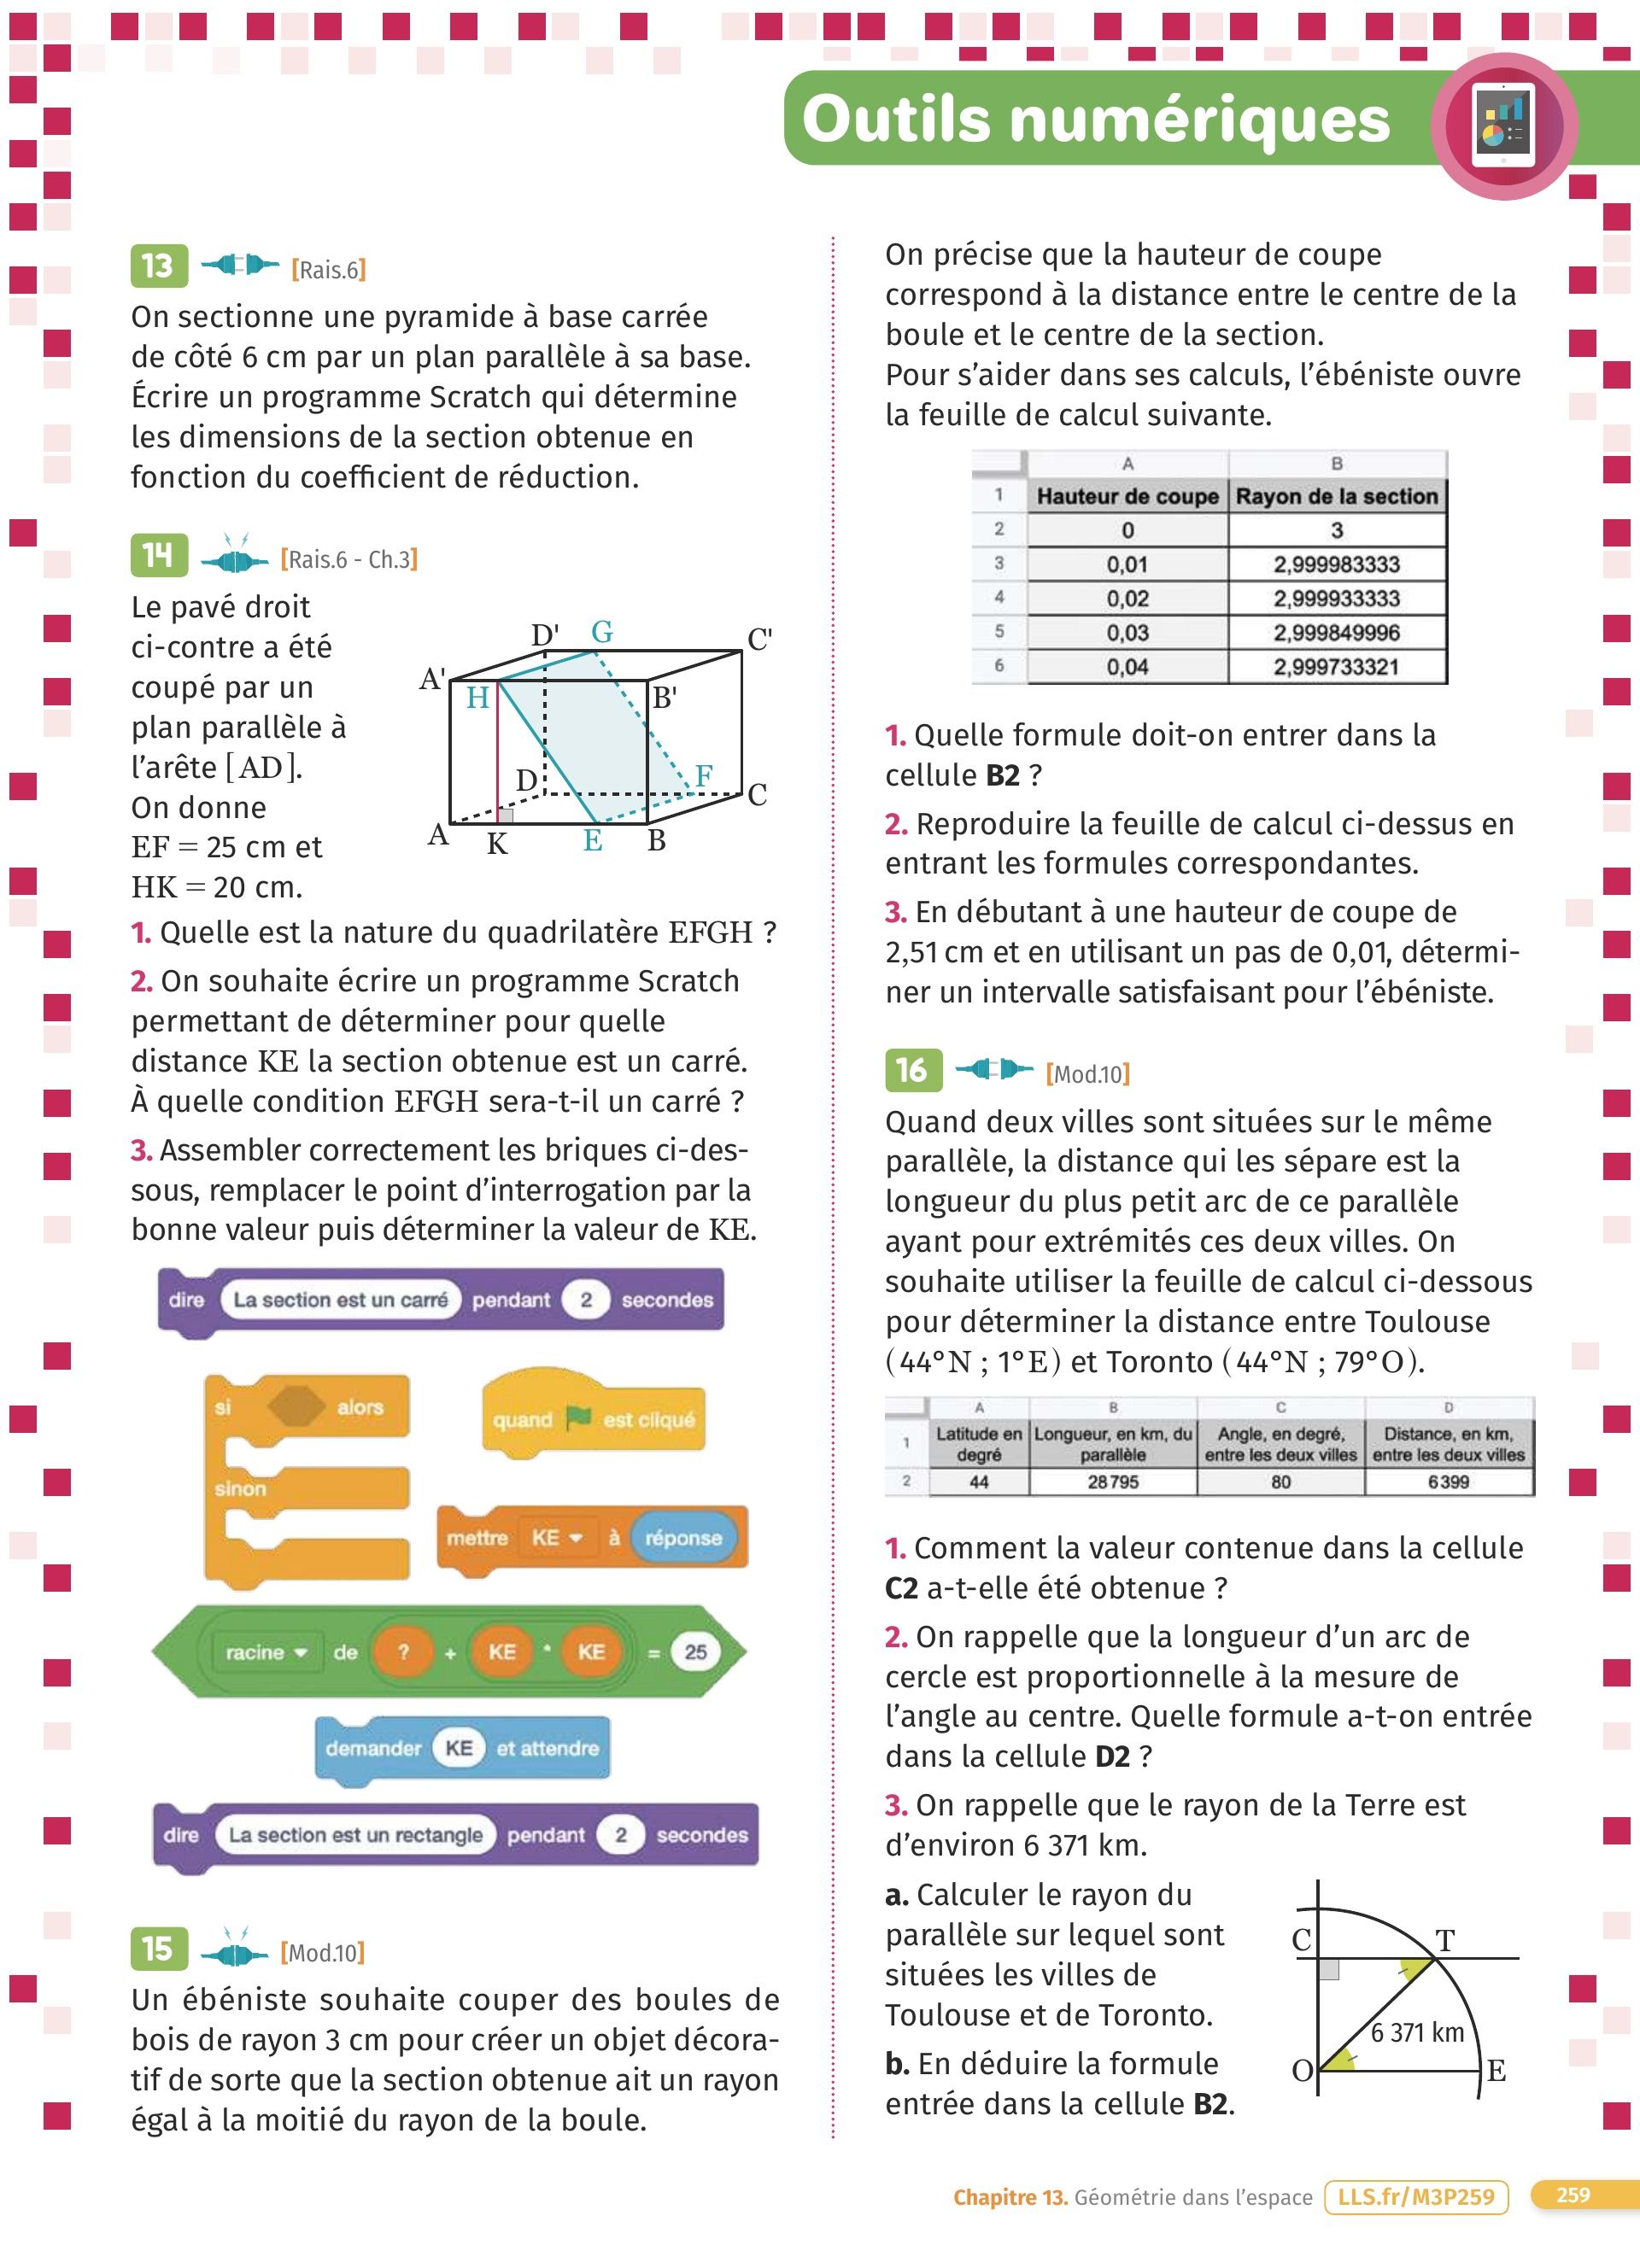 Outils numériques
13 [Rais.6]
On sectionne une pyramide à base carrée
de côté 6 cm par un plan parallèle à sa base.
Écrire un programme Scratch qui détermine
les dimensions de la section obtenue en
fonction du coefficient de réduction.
14 [Rais.6 - Ch.3]
Le pavé droit
ci-contre a été
coupé par un
plan parallèle à
l'arête [AD].
On donne
EF = 25 cm et
HK = 20 cm.
D' G C'
A' H B'
D F C
A K E B
1. Quelle est la nature du quadrilatère EFGH ?
2. On souhaite écrire un programme Scratch
permettant de déterminer pour quelle
distance KE la section obtenue est un carré.
À quelle condition EFGH sera-t-il un carré ?
3. Assembler correctement les briques ci-des-
sous, remplacer le point d'interrogation par la
bonne valeur puis déterminer la valeur de KE.
dire La section est un carré pendant 2 secondes
si alors
sinon
quand est cliqué
mettre KE à réponse
racine de ? + KE * KE = 25
demander KE et attendre
dire La section est un rectangle pendant 2 secondes
15 [Mod.10]
Un ébéniste souhaite couper des boules de
bois de rayon 3 cm pour créer un objet décora-
tif de sorte que la section obtenue ait un rayon
égal à la moitié du rayon de la boule.
On précise que la hauteur de coupe
correspond à la distance entre le centre de la
boule et le centre de la section.
Pour s'aider dans ses calculs, l'ébéniste ouvre
la feuille de calcul suivante.
A B
1 Hauteur de coupe Rayon de la section
2 0 3
3 0,01 2,999983333
4 0,02 2,999933333
5 0,03 2,999849996
6 0,04 2,999733321
1. Quelle formule doit-on entrer dans la
cellule B2 ?
2. Reproduire la feuille de calcul ci-dessus en
entrant les formules correspondantes.
3. En débutant à une hauteur de coupe de
2,51 cm et en utilisant un pas de 0,01, détermi-
ner un intervalle satisfaisant pour l'ébéniste.
16 [Mod.10]
Quand deux villes sont situées sur le même
parallèle, la distance qui les sépare est la
longueur du plus petit arc de ce parallèle
ayant pour extrémités ces deux villes. On
souhaite utiliser la feuille de calcul ci-dessous
pour déterminer la distance entre Toulouse
(44°N ; 1°E) et Toronto (44°N ; 79°O).
A B C D
1 Latitude en degré Longueur, en km, du parallèle Angle, en degré, entre les deux villes Distance, en km, entre les deux villes
2 44 28 795 80 6 399
1. Comment la valeur contenue dans la cellule
C2 a-t-elle été obtenue ?
2. On rappelle que la longueur d'un arc de
cercle est proportionnelle à la mesure de
l'angle au centre. Quelle formule a-t-on entrée
dans la cellule D2 ?
3. On rappelle que le rayon de la Terre est
d'environ 6 371 km.
a. Calculer le rayon du
parallèle sur lequel sont
situées les villes de
Toulouse et de Toronto.
b. En déduire la formule
entrée dans la cellule B2.
C T
6 371 km
O E
Chapitre 13. Géométrie dans l'espace LLS.fr/M3P259 259